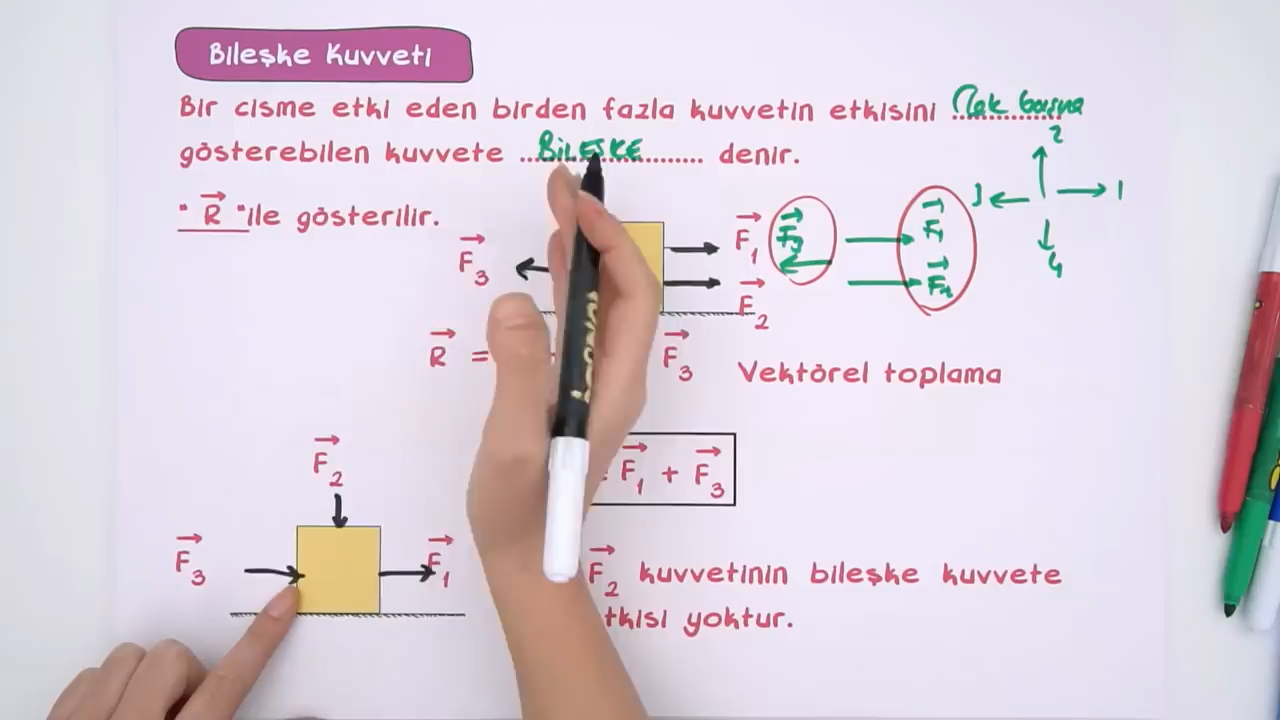 Bileşke Kuvveti
Bir cisme etki eden birden fazla kuvvetin etkisini Tek başına
gösterebilen kuvvete BİLEŞKE denir.
"R" ile gösterilir.
F3
F1
F2
F3
F1
2
1
3
4
R =
F3
Vektörel toplama
F1 + F3
F2
F3
F1
F2 kuvvetinin bileşke kuvvete
tkisi yoktur.